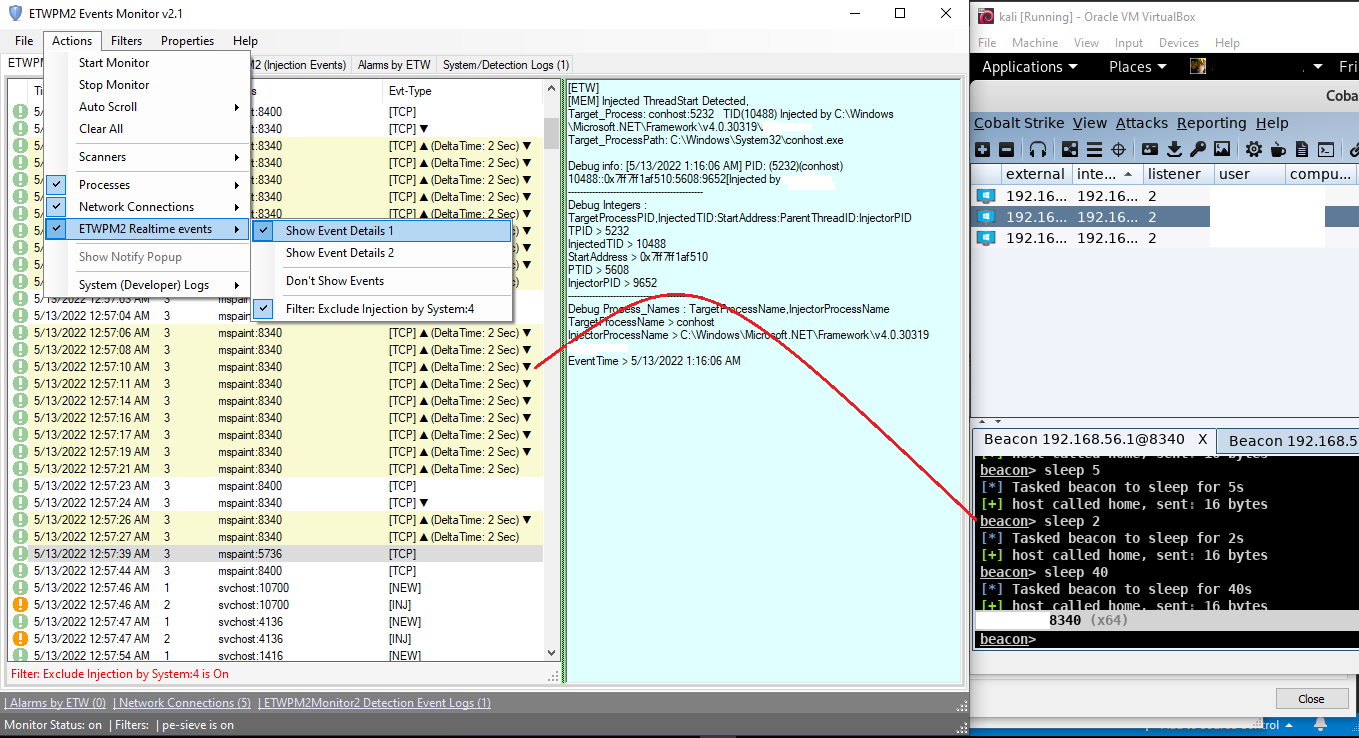 ETWPM2 Events Monitor v2.1
File Actions Filters Properties Help
Start Monitor
Stop Monitor
Auto Scroll
Clear All
Scanners
Processes
Network Connections
ETWPM2 Realtime events
Show Notify Popup
System (Developer) Logs
Show Event Details 1
Show Event Details 2
Don't Show Events
Filter: Exclude Injection by System:4
(Injection Events) Alarms by ETW System/Detection Logs (1)
Evt-Type
:8400 [TCP]
:8340 [TCP] ▼
:8340 [TCP] ▲ (DeltaTime: 2 Sec) ▼
:8340 [TCP] ▲ (DeltaTime: 2 Sec) ▼
:8340 [TCP] ▲ (DeltaTime: 2 Sec) ▼
:8340 [TCP] ▲ (DeltaTime: 2 Sec) ▼
:8340 [TCP] ▲ (DeltaTime: 2 Sec) ▼
5/13/2022 12:57:03 AM 3
5/13/2022 12:57:04 AM 3
5/13/2022 12:57:06 AM 3 mspaint:8340 [TCP] ▲ (DeltaTime: 2 Sec) ▼
5/13/2022 12:57:08 AM 3 mspaint:8340 [TCP] ▲ (DeltaTime: 2 Sec) ▼
5/13/2022 12:57:10 AM 3 mspaint:8340 [TCP] ▲ (DeltaTime: 2 Sec) ▼
5/13/2022 12:57:11 AM 3 mspaint:8340 [TCP] ▲ (DeltaTime: 2 Sec) ▼
5/13/2022 12:57:14 AM 3 mspaint:8340 [TCP] ▲ (DeltaTime: 2 Sec) ▼
5/13/2022 12:57:16 AM 3 mspaint:8340 [TCP] ▲ (DeltaTime: 2 Sec) ▼
5/13/2022 12:57:17 AM 3 mspaint:8340 [TCP] ▲ (DeltaTime: 2 Sec) ▼
5/13/2022 12:57:19 AM 3 mspaint:8340 [TCP] ▲ (DeltaTime: 2 Sec) ▼
5/13/2022 12:57:21 AM 3 mspaint:8340 [TCP] ▲ (DeltaTime: 2 Sec)
5/13/2022 12:57:23 AM 3 mspaint:8400 [TCP]
5/13/2022 12:57:24 AM 3 mspaint:8340 [TCP] ▼
5/13/2022 12:57:26 AM 3 mspaint:8340 [TCP] ▲ (DeltaTime: 2 Sec) ▼
5/13/2022 12:57:27 AM 3 mspaint:8340 [TCP] ▲ (DeltaTime: 2 Sec)
5/13/2022 12:57:39 AM 3 mspaint:5736 [TCP]
5/13/2022 12:57:44 AM 3 mspaint:8400 [TCP]
5/13/2022 12:57:46 AM 1 svchost:10700 [NEW]
5/13/2022 12:57:46 AM 2 svchost:10700 [INJ]
5/13/2022 12:57:47 AM 1 svchost:4136 [NEW]
5/13/2022 12:57:47 AM 2 svchost:4136 [INJ]
5/13/2022 12:57:54 AM 1 svchost:1416 [NEW]
Filter: Exclude Injection by System:4 is On
| Alarms by ETW (0) | Network Connections (5) | ETWPM2Monitor2 Detection Event Logs (1)
Monitor Status: on | Filters: | pe-sieve is on
[ETW]
[MEM] Injected ThreadStart Detected,
Target_Process: conhost:5232 TID(10488) Injected by C:\Windows
\Microsoft.NET\Framework\v4.0.30319\.
Target_ProcessPath: C:\Windows\System32\conhost.exe
Debug info: [5/13/2022 1:16:06 AM] PID: (5232)(conhost)
10488::0x7ff7ff1af510:5608:9652[Injected by
Debug Integers :
TargetProcessPID,InjectedTID:StartAddress:ParentThreadID:InjectorPID
TPID > 5232
InjectedTID > 10488
StartAddress > 0x7ff7ff1af510
PTID > 5608
InjectorPID > 9652
Debug Process_Names : TargetProcessName,InjectorProcessName
TargetProcessName > conhost
InjectorProcessName > C:\Windows\Microsoft.NET\Framework\v4.0.30319
EventTime > 5/13/2022 1:16:06 AM
kali [Running] - Oracle VM VirtualBox
File Machine View Input Devices Help
Applications Places Fri
Coba
Cobalt Strike View Attacks Reporting Help
external inte... listener user compu...
192.16... 192.16... 2
192.16... 192.16... 2
192.16... 192.16... 2
Beacon 192.168.56.1@8340 X Beacon 192.168.5
[+] host called home, sent: 16 bytes
beacon> sleep 5
[*] Tasked beacon to sleep for 5s
[+] host called home, sent: 16 bytes
beacon> sleep 2
[*] Tasked beacon to sleep for 2s
[+] host called home, sent: 16 bytes
beacon> sleep 40
[*] Tasked beacon to sleep for 40s
[+] host called home, sent: 16 bytes
8340 (x64)
beacon>
Close